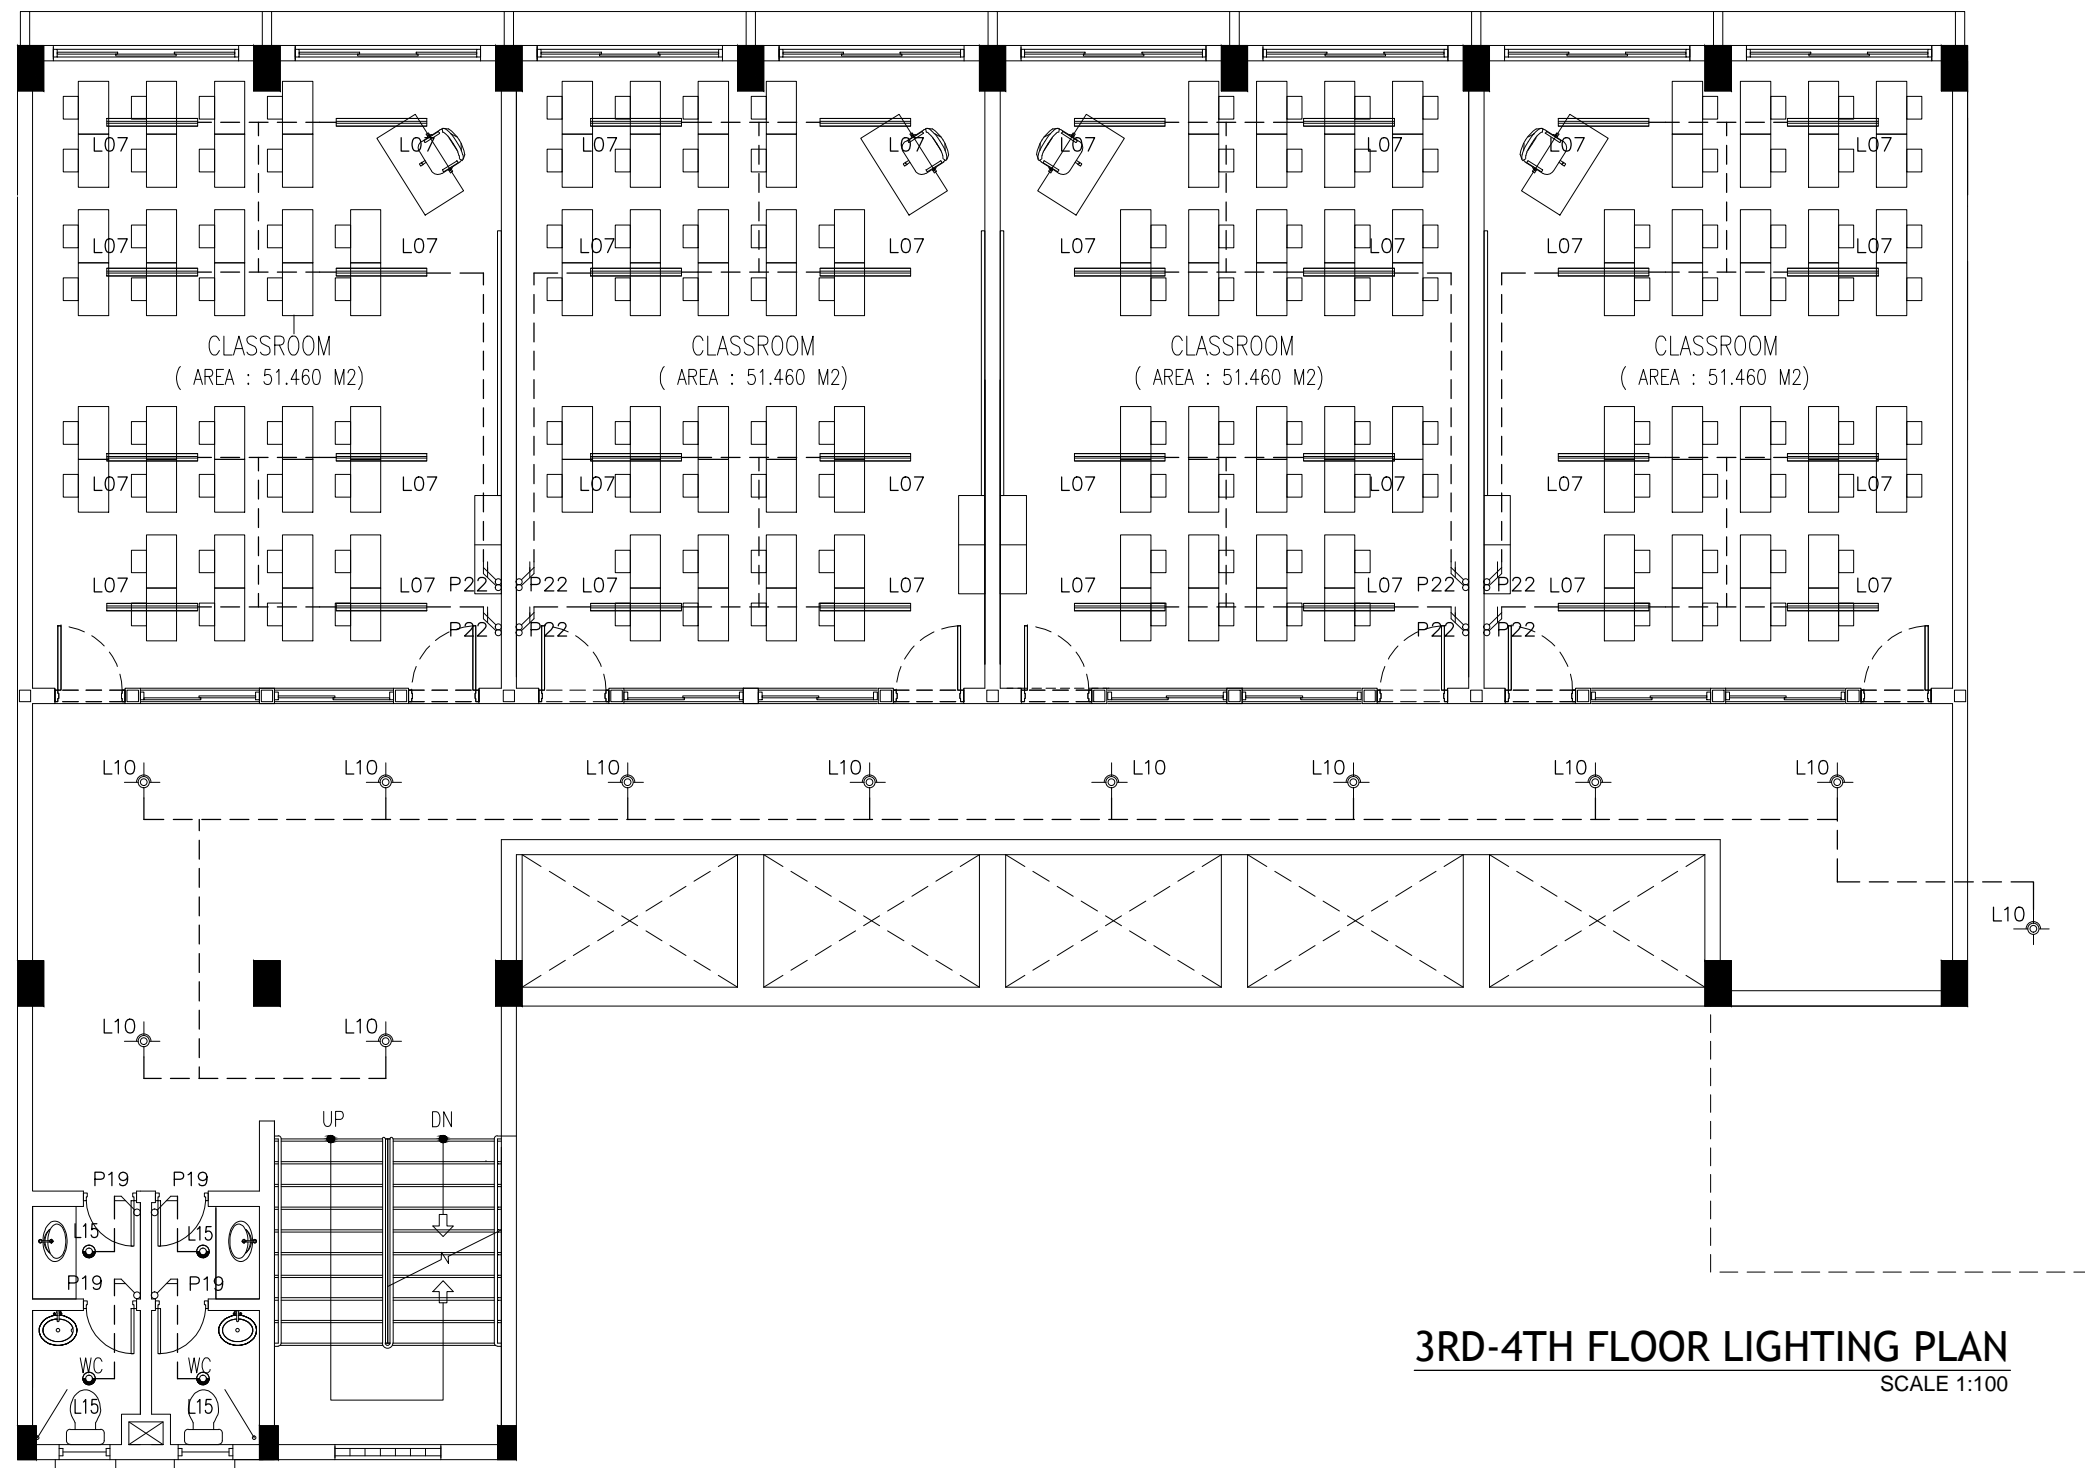 L07 L07 L07 L07 L07 L07 L07 L07
L07 L07 L07 L07 L07 L07 L07 L07
CLASSROOM CLASSROOM CLASSROOM CLASSROOM
( AREA : 51.460 M2) ( AREA : 51.460 M2) ( AREA : 51.460 M2) ( AREA : 51.460 M2)
L07 L07 L07 L07 L07 L07 L07 L07
L07 L07 P22 P22 L07 L07 L07 L07 P22 P22 L07 L07
P22 P22 P22 P22
L10 L10 L10 L10 L10 L10 L10 L10
L10
L10 L10
UP DN
P19 P19
L15 L15
P19 P19
WC WC
L15 L15
3RD-4TH FLOOR LIGHTING PLAN
SCALE 1:100